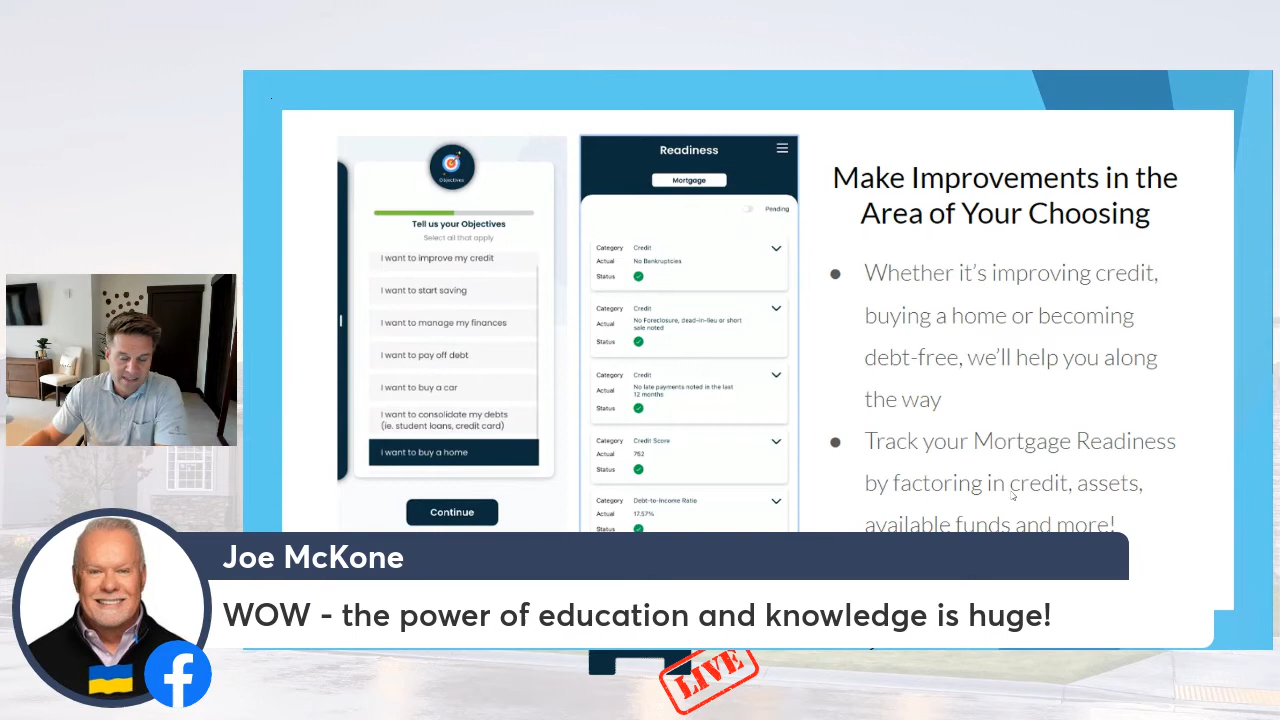 Objectives
Tell us your Objectives
Select all that apply
I want to improve my credit
I want to start saving
I want to manage my finances
I want to pay off debt
I want to buy a car
I want to consolidate my debts
(ie. student loans, credit card)
I want to buy a home
Continue
Readiness
Mortgage
Pending
Category Credit
Actual No Bankruptcies
Status
Category Credit
Actual No Foreclosure, deed-in-lieu or short
sale noted
Status
Category Credit
Actual No late payments noted in the last
12 months
Status
Category Credit Score
Actual 752
Status
Category Debt-to-Income Ratio
Actual 17.57%
Status
Make Improvements in the
Area of Your Choosing
● Whether it’s improving credit,
buying a home or becoming
debt-free, we’ll help you along
the way
● Track your Mortgage Readiness
by factoring in credit, assets,
available funds and more!
Joe McKone
WOW - the power of education and knowledge is huge!
LIVE